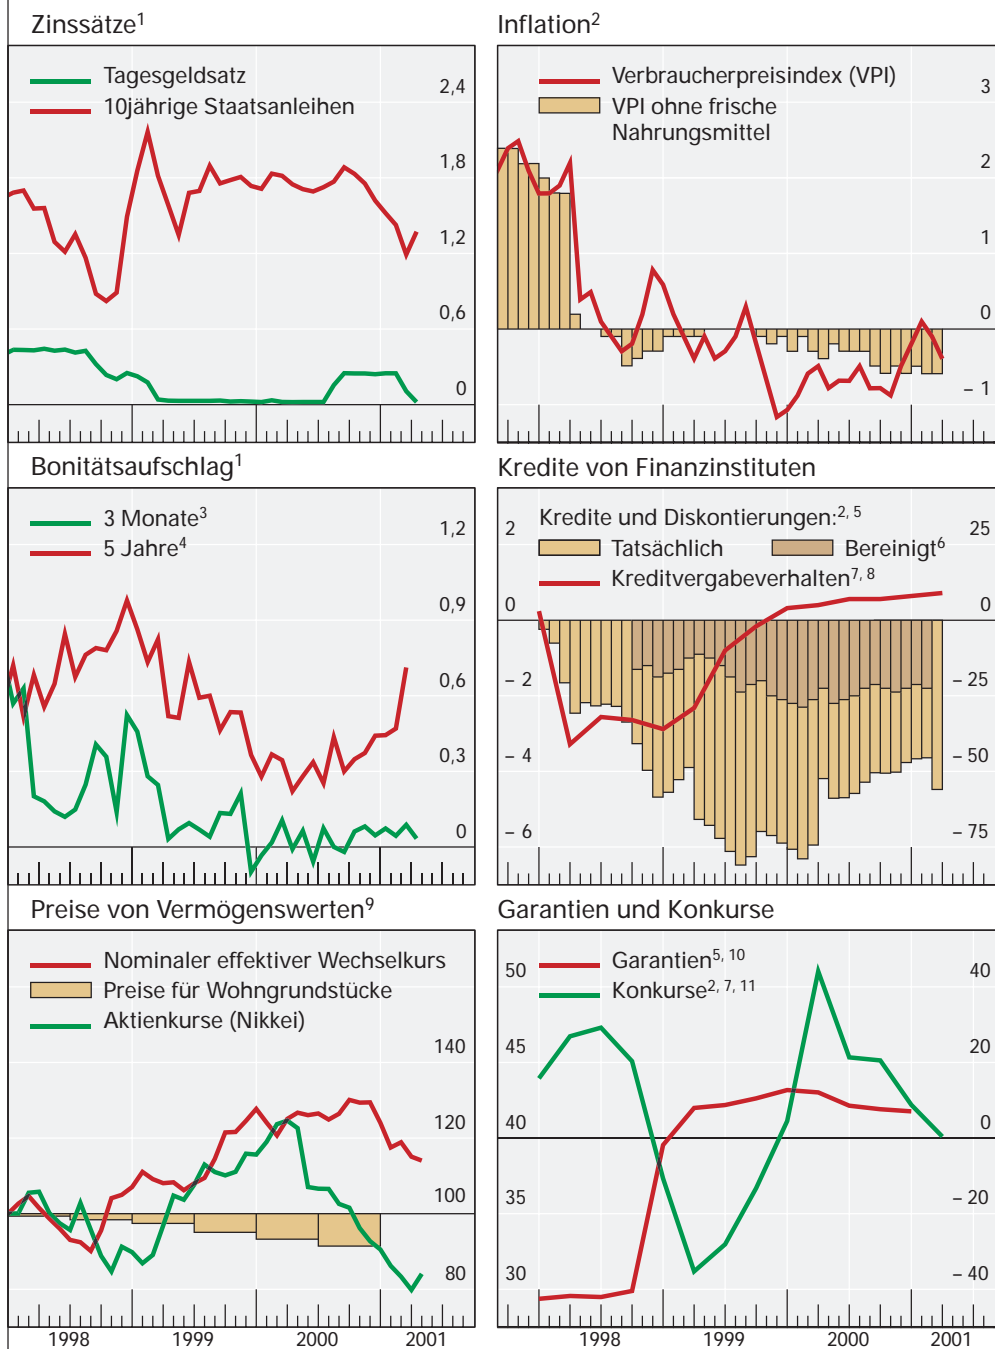 Zinssätze¹
Tagesgeldsatz
10jährige Staatsanleihen
2,4
1,8
1,2
0,6
0
Inflation²
Verbraucherpreisindex (VPI)
VPI ohne frische
Nahrungsmittel
3
2
1
0
– 1
Bonitätsaufschlag¹
3 Monate³
5 Jahre⁴
1,2
0,9
0,6
0,3
0
Kredite von Finanzinstituten
Kredite und Diskontierungen:²˒ ⁵
Tatsächlich
Bereinigt⁶
Kreditvergabeverhalten⁷˒ ⁸
2
0
– 2
– 4
– 6
25
0
– 25
– 50
– 75
Preise von Vermögenswerten⁹
Nominaler effektiver Wechselkurs
Preise für Wohngrundstücke
Aktienkurse (Nikkei)
140
120
100
80
1998 1999 2000 2001
Garantien und Konkurse
Garantien⁵˒ ¹⁰
Konkurse²˒ ⁷˒ ¹¹
50
45
40
35
30
40
20
0
– 20
– 40
1998 1999 2000 2001